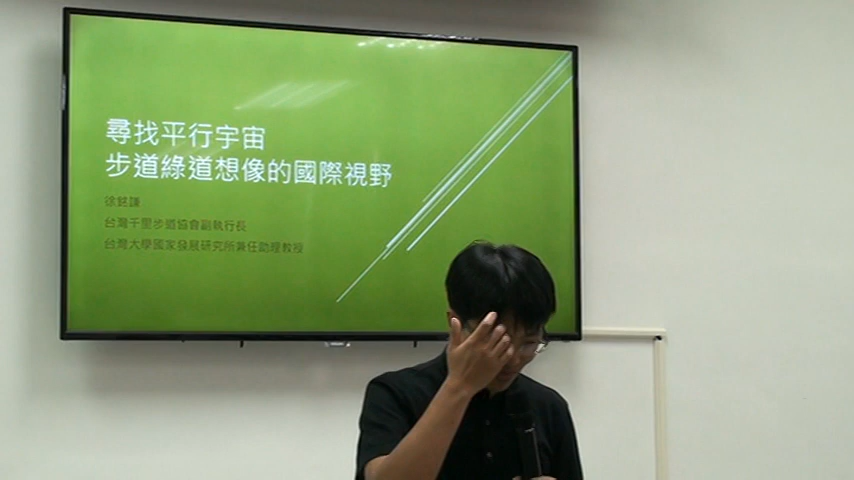 尋找平行宇宙
步道綠道想像的國際視野
徐銘謙
台灣千里步道協會副執行長
台灣大學國家發展研究所兼任助理教授